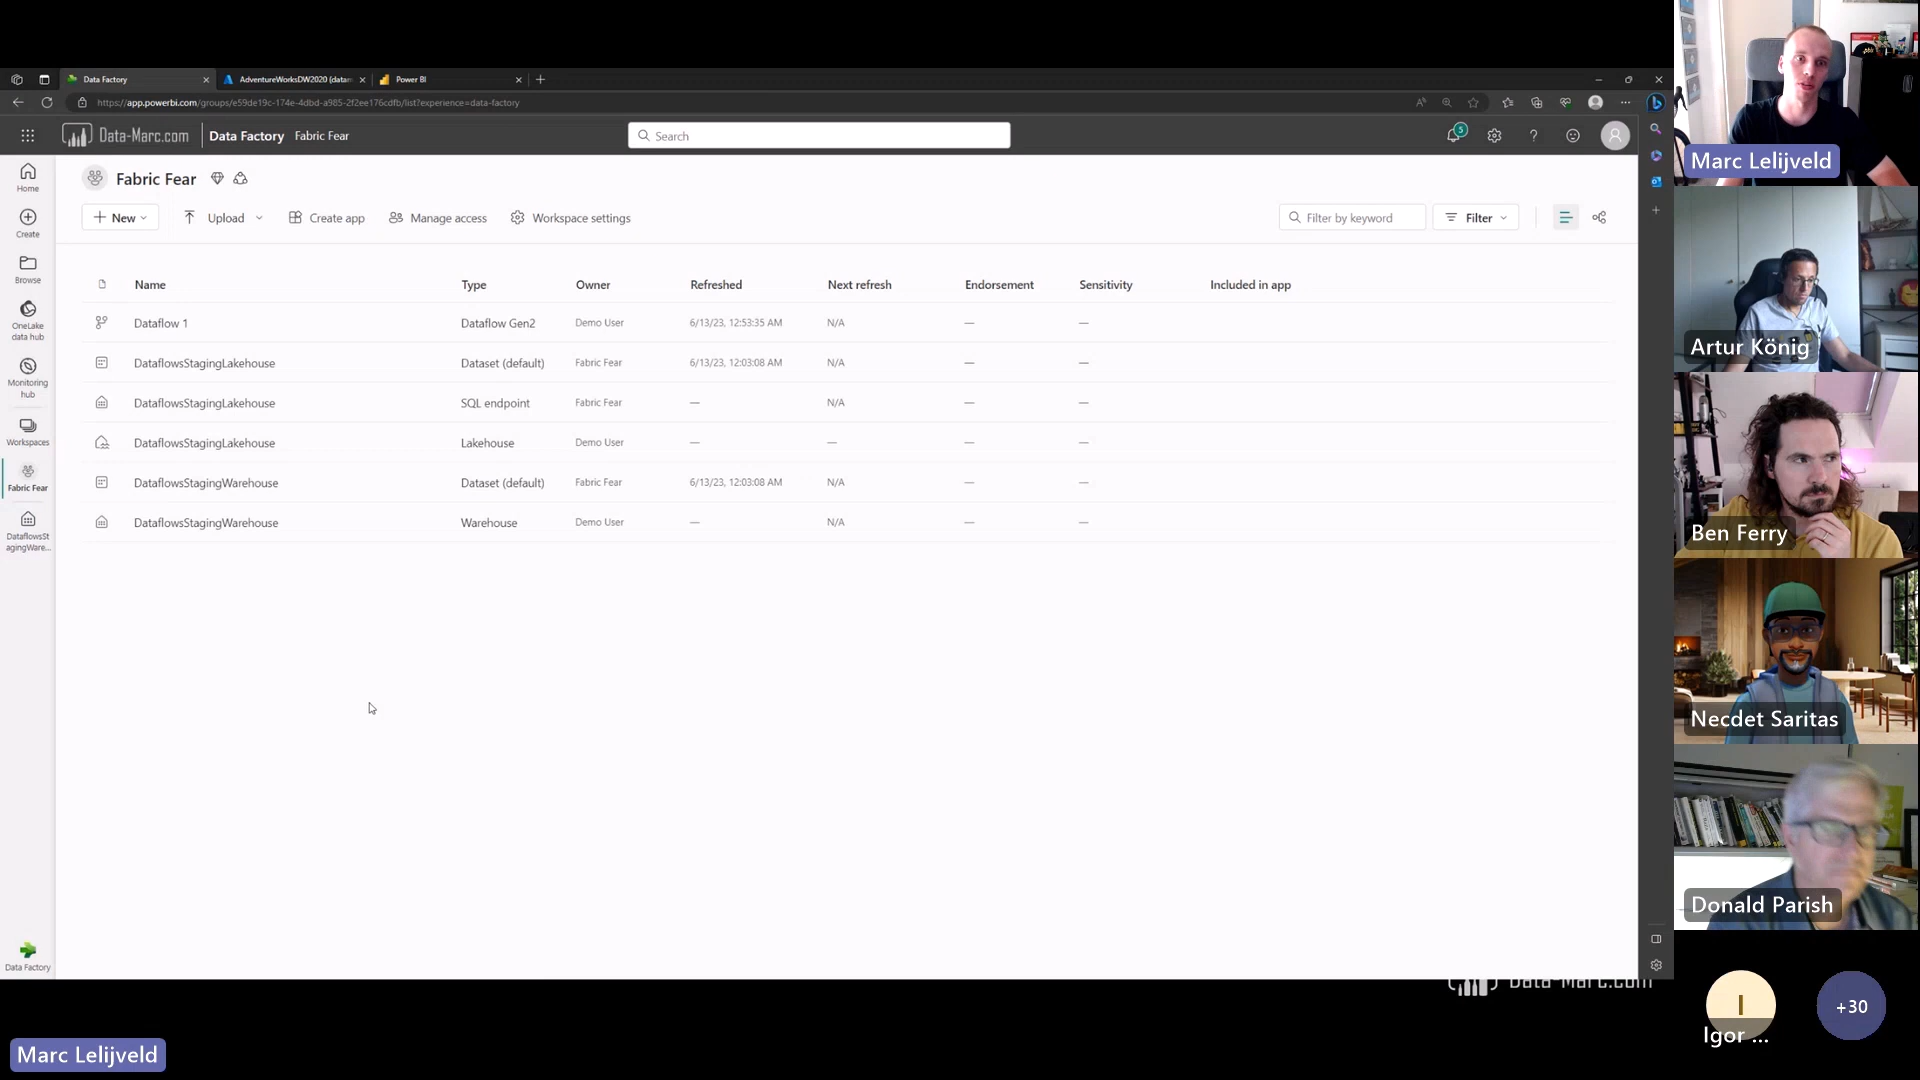 Data Factory
AdventureWorksDW2020 (datam
Power BI
https://app.powerbi.com/groups/e59de19c-174e-4dbd-a985-2f2ee176cdfb/list?experience=data-factory
Data-Marc.com
Data Factory Fabric Fear
Search
5
Home
Create
Browse
OneLake
data hub
Monitoring
hub
Workspaces
Fabric Fear
DataflowsSt
agingWare...
Data Factory
Fabric Fear
New
Upload
Create app
Manage access
Workspace settings
Filter by keyword
Filter
Name Type Owner Refreshed Next refresh Endorsement Sensitivity Included in app
Dataflow 1 Dataflow Gen2 Demo User 6/13/23, 12:53:35 AM N/A — —
DataflowsStagingLakehouse Dataset (default) Fabric Fear 6/13/23, 12:03:08 AM N/A — —
DataflowsStagingLakehouse SQL endpoint Fabric Fear — N/A — —
DataflowsStagingLakehouse Lakehouse Demo User — — — —
DataflowsStagingWarehouse Dataset (default) Fabric Fear 6/13/23, 12:03:08 AM N/A — —
DataflowsStagingWarehouse Warehouse Demo User — N/A — —
Data-Marc.com
Marc Lelijveld
Marc Lelijveld
Artur König
Ben Ferry
Necdet Saritas
Donald Parish
I
Igor ...
+30